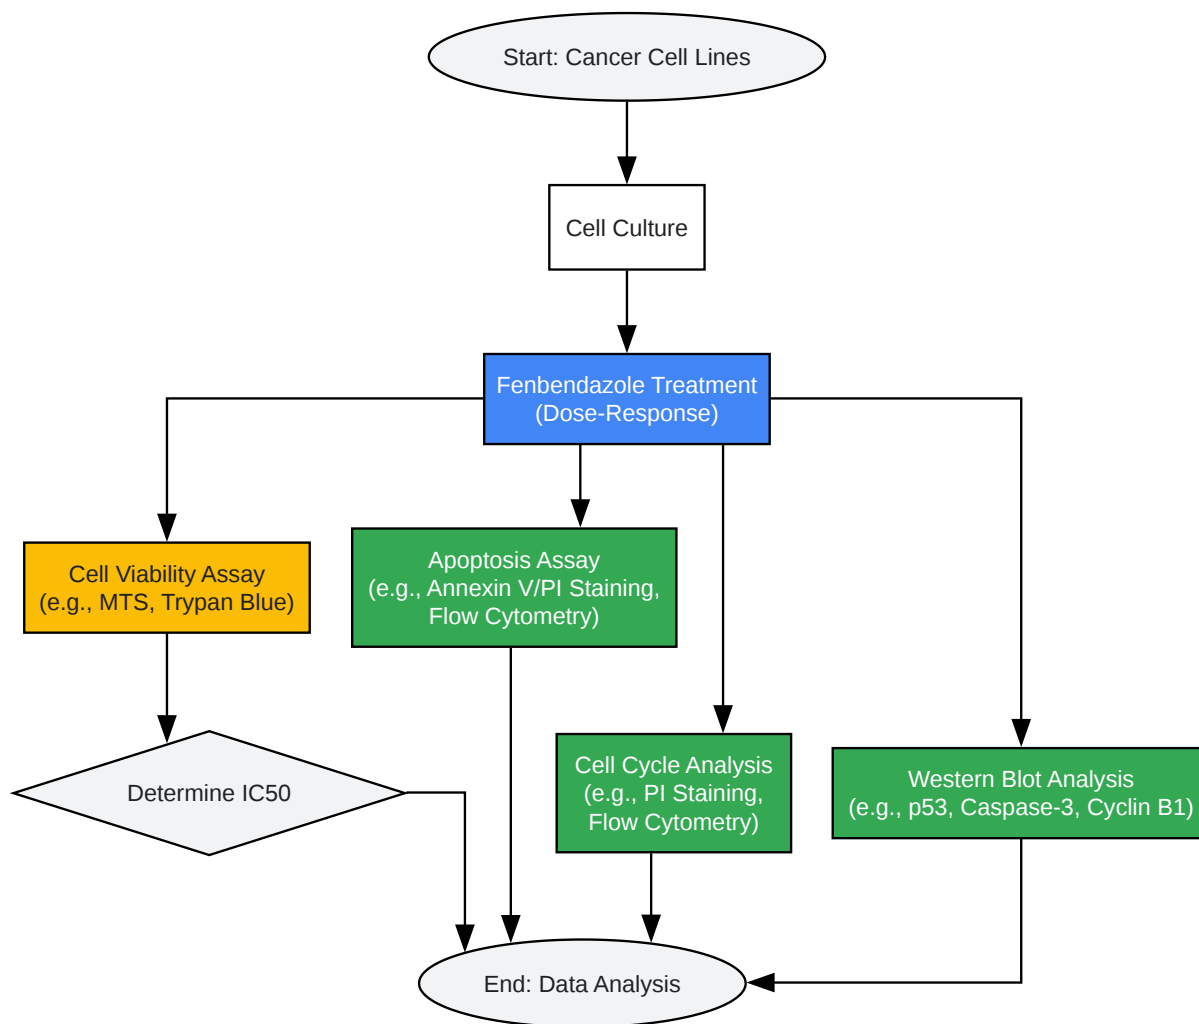 Start: Cancer Cell Lines
Cell Culture
Fenbendazole Treatment
(Dose-Response)
Cell Viability Assay
(e.g., MTS, Trypan Blue)
Apoptosis Assay
(e.g., Annexin V/PI Staining,
Flow Cytometry)
Determine IC50
Cell Cycle Analysis
(e.g., PI Staining,
Flow Cytometry)
Western Blot Analysis
(e.g., p53, Caspase-3, Cyclin B1)
End: Data Analysis